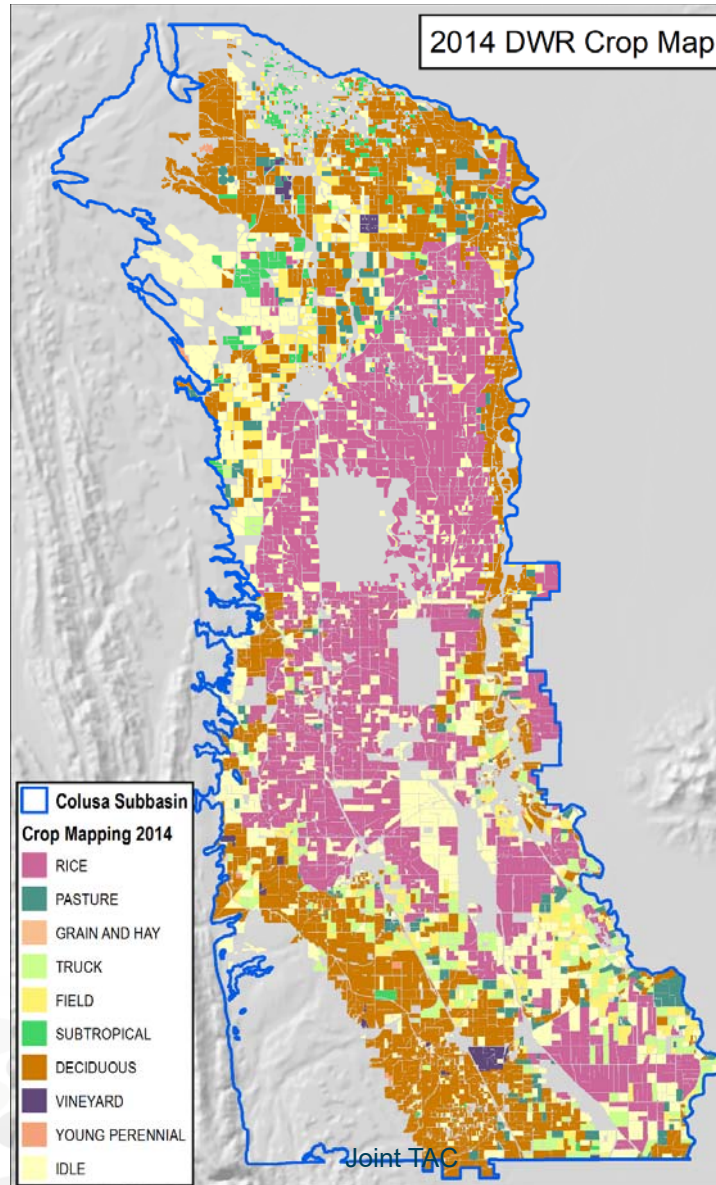 2014 DWR Crop Map
Colusa Subbasin
Crop Mapping 2014
RICE
PASTURE
GRAIN AND HAY
TRUCK
FIELD
SUBTROPICAL
DECIDUOUS
VINEYARD
YOUNG PERENNIAL
IDLE
Joint TAC